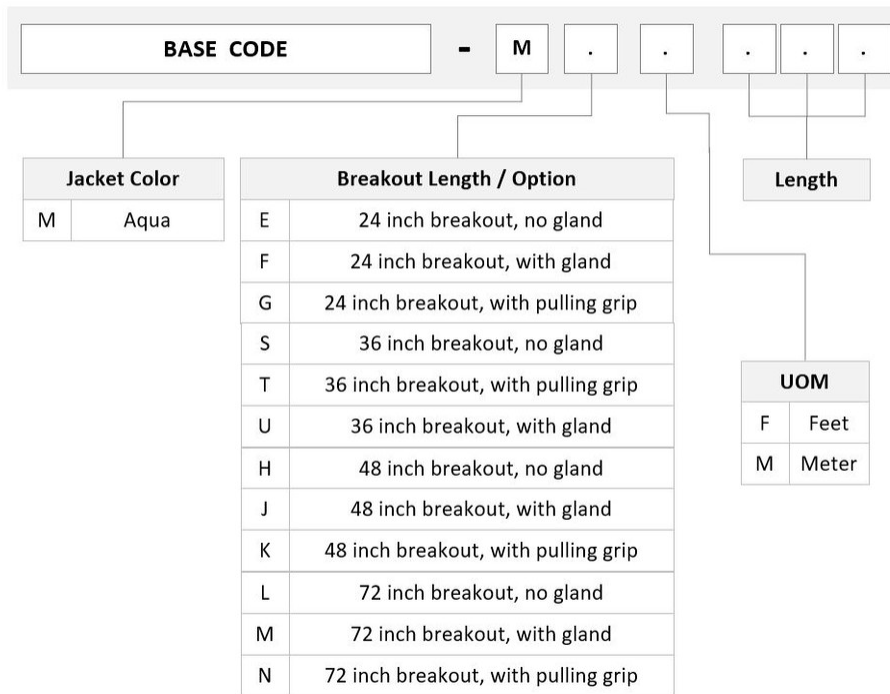 BASE CODE - M . . . . .
Jacket Color
M Aqua
Breakout Length / Option
E 24 inch breakout, no gland
F 24 inch breakout, with gland
G 24 inch breakout, with pulling grip
S 36 inch breakout, no gland
T 36 inch breakout, with pulling grip
U 36 inch breakout, with gland
H 48 inch breakout, no gland
J 48 inch breakout, with gland
K 48 inch breakout, with pulling grip
L 72 inch breakout, no gland
M 72 inch breakout, with gland
N 72 inch breakout, with pulling grip
Length
UOM
F Feet
M Meter